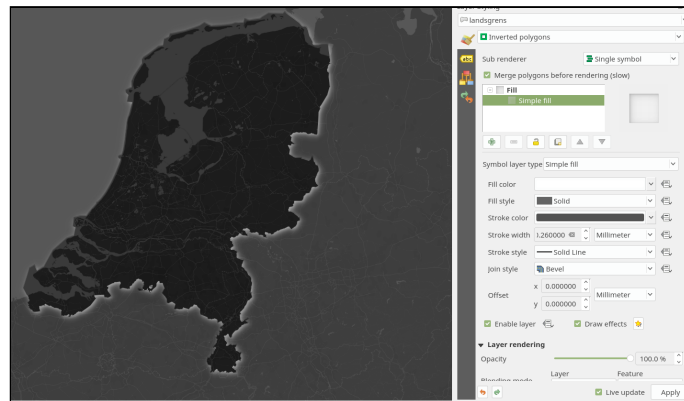 landsgrens
Inverted polygons
abc
Sub renderer
Single symbol
Merge polygons before rendering (slow)
Fill
Simple fill
Symbol layer type Simple fill
Fill color
Fill style Solid
Stroke color
Stroke width .260000 Millimeter
Stroke style Solid Line
Join style Bevel
Offset
x 0.000000
y 0.000000
Millimeter
Enable layer
Draw effects
Layer rendering
Opacity
100.0 %
Layer
Feature
Blending mode
Live update
Apply